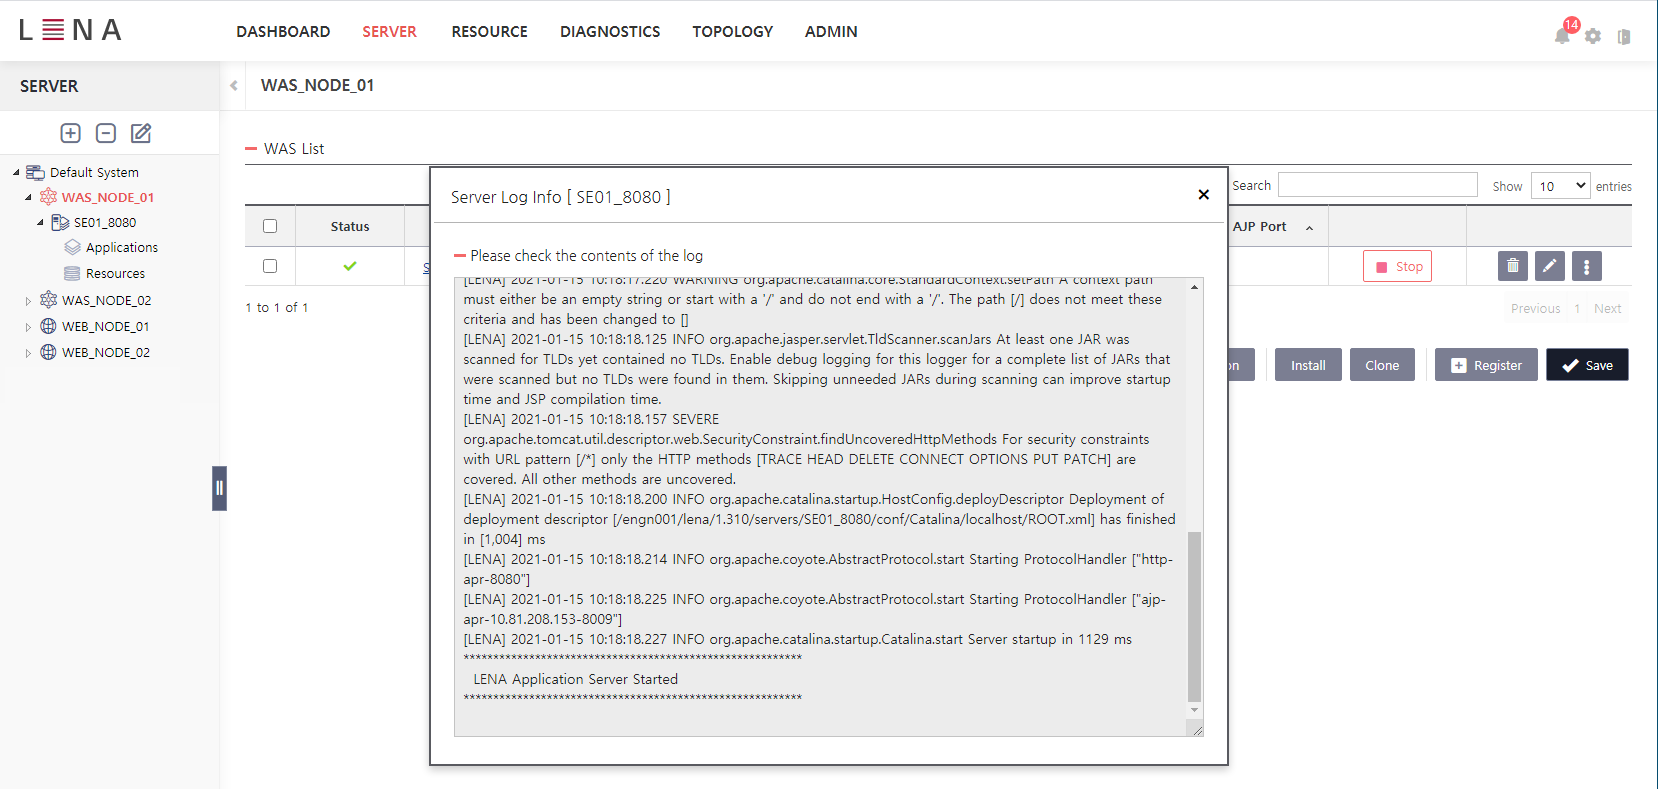 LENA
DASHBOARD SERVER RESOURCE DIAGNOSTICS TOPOLOGY ADMIN
14
SERVER
WAS_NODE_01
Default System
WAS_NODE_01
SE01_8080
Applications
Resources
WAS_NODE_02
WEB_NODE_01
WEB_NODE_02
WAS List
Search Show 10 entries
Status AJP Port
S Stop
1 to 1 of 1
Previous 1 Next
on Install Clone Register Save
Server Log Info [ SE01_8080 ]
Please check the contents of the log
[LENA] 2021-01-15 10:18:17.220 WARNING org.apache.catalina.core.StandardContext.setPath A context path
must either be an empty string or start with a '/' and do not end with a '/'. The path [/] does not meet these
criteria and has been changed to []
[LENA] 2021-01-15 10:18:18.125 INFO org.apache.jasper.servlet.TldScanner.scanJars At least one JAR was
scanned for TLDs yet contained no TLDs. Enable debug logging for this logger for a complete list of JARs that
were scanned but no TLDs were found in them. Skipping unneeded JARs during scanning can improve startup
time and JSP compilation time.
[LENA] 2021-01-15 10:18:18.157 SEVERE
org.apache.tomcat.util.descriptor.web.SecurityConstraint.findUncoveredHttpMethods For security constraints
with URL pattern [/*] only the HTTP methods [TRACE HEAD DELETE CONNECT OPTIONS PUT PATCH] are
covered. All other methods are uncovered.
[LENA] 2021-01-15 10:18:18.200 INFO org.apache.catalina.startup.HostConfig.deployDescriptor Deployment of
deployment descriptor [/engn001/lena/1.310/servers/SE01_8080/conf/Catalina/localhost/ROOT.xml] has finished
in [1,004] ms
[LENA] 2021-01-15 10:18:18.214 INFO org.apache.coyote.AbstractProtocol.start Starting ProtocolHandler ["http-
apr-8080"]
[LENA] 2021-01-15 10:18:18.225 INFO org.apache.coyote.AbstractProtocol.start Starting ProtocolHandler ["ajp-
apr-10.81.208.153-8009"]
[LENA] 2021-01-15 10:18:18.227 INFO org.apache.catalina.startup.Catalina.start Server startup in 1129 ms
*********************************************************
LENA Application Server Started
*********************************************************